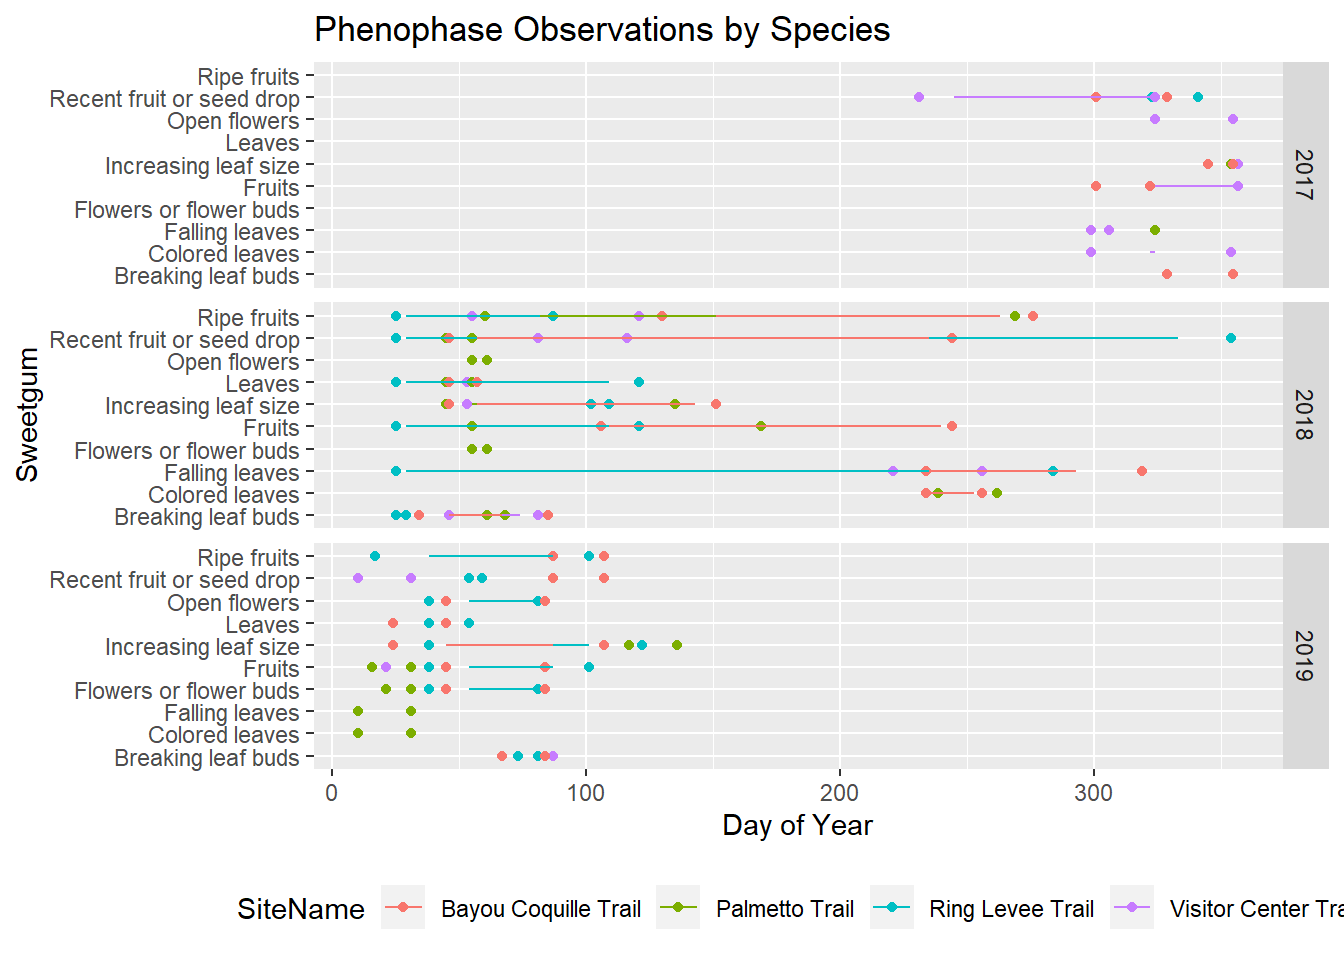 Phenophase Observations by Species
Sweetgum
Ripe fruits
Recent fruit or seed drop
Open flowers
Leaves
Increasing leaf size
Fruits
Flowers or flower buds
Falling leaves
Colored leaves
Breaking leaf buds
2017
Ripe fruits
Recent fruit or seed drop
Open flowers
Leaves
Increasing leaf size
Fruits
Flowers or flower buds
Falling leaves
Colored leaves
Breaking leaf buds
2018
Ripe fruits
Recent fruit or seed drop
Open flowers
Leaves
Increasing leaf size
Fruits
Flowers or flower buds
Falling leaves
Colored leaves
Breaking leaf buds
2019
0 100 200 300
Day of Year
SiteName Bayou Coquille Trail Palmetto Trail Ring Levee Trail Visitor Center Tra